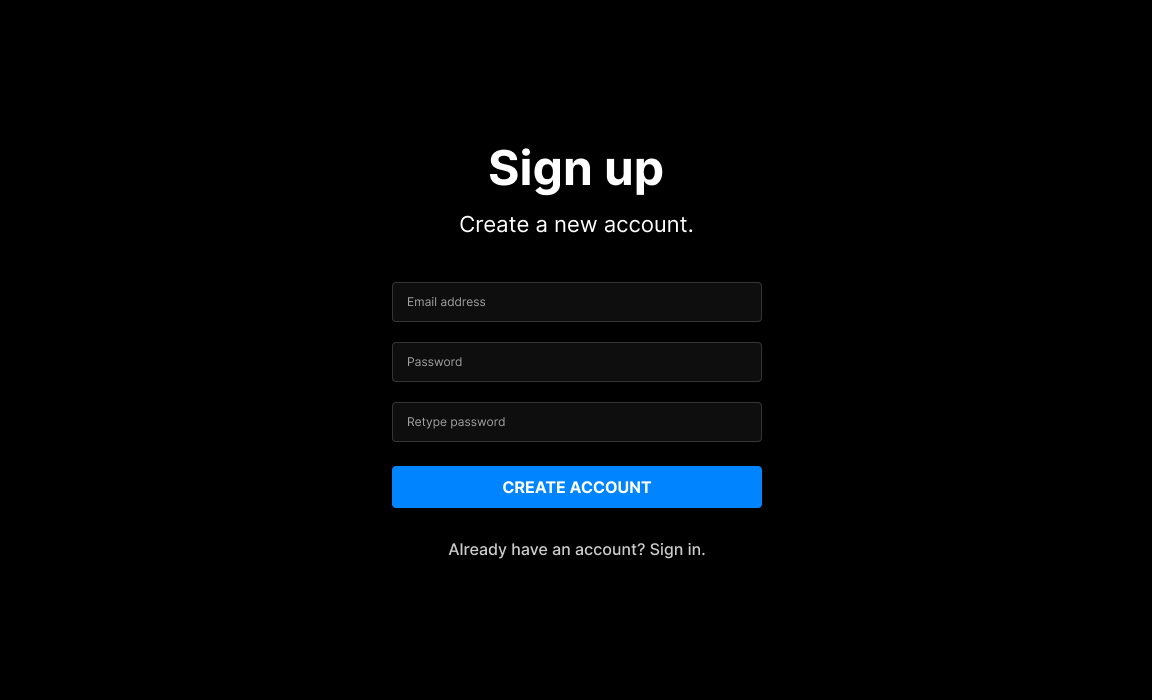 Sign up
Create a new account.
Email address
Password
Retype password
CREATE ACCOUNT
Already have an account? Sign in.